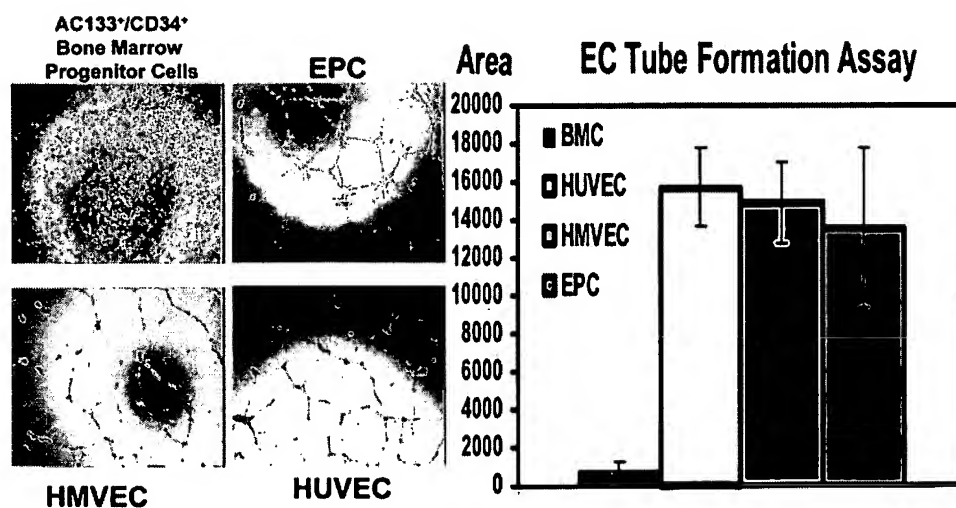 AC133⁺/CD34⁺
Bone Marrow
Progenitor Cells
EPC
HMVEC
HUVEC
Area
EC Tube Formation Assay
20000
18000
16000
14000
12000
10000
8000
6000
4000
2000
0
BMC
HUVEC
HMVEC
EPC